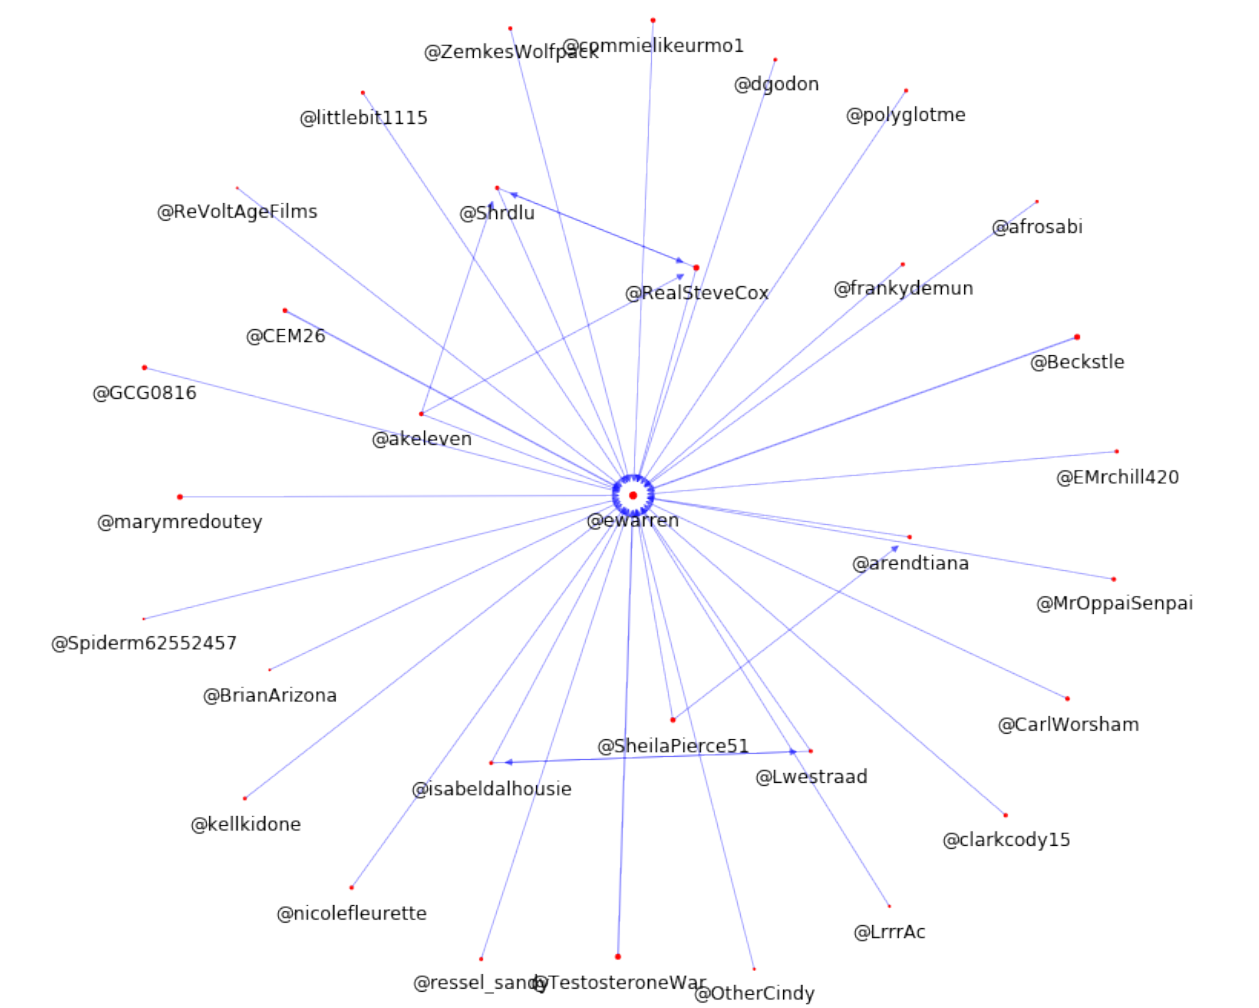 @commielikeurmo1
@ZemkesWolfpack
@dgodon
@polyglotme
@littlebit1115
@ReVoltAgeFilms
@Shrdlu
@afrosabi
@RealSteveCox
@frankydemun
@CEM26
@Beckstle
@GCG0816
@akeleven
@EMrchill420
@marymredoutey
@ewarren
@arendtiana
@MrOppaiSenpai
@Spiderm62552457
@BrianArizona
@CarlWorsham
@SheilaPierce51
@Lwestraad
@isabeldalhousie
@kellkidone
@clarkcody15
@nicolefleurette
@LrrrAc
@ressel_sandy
@TestosteroneWar
@OtherCindy